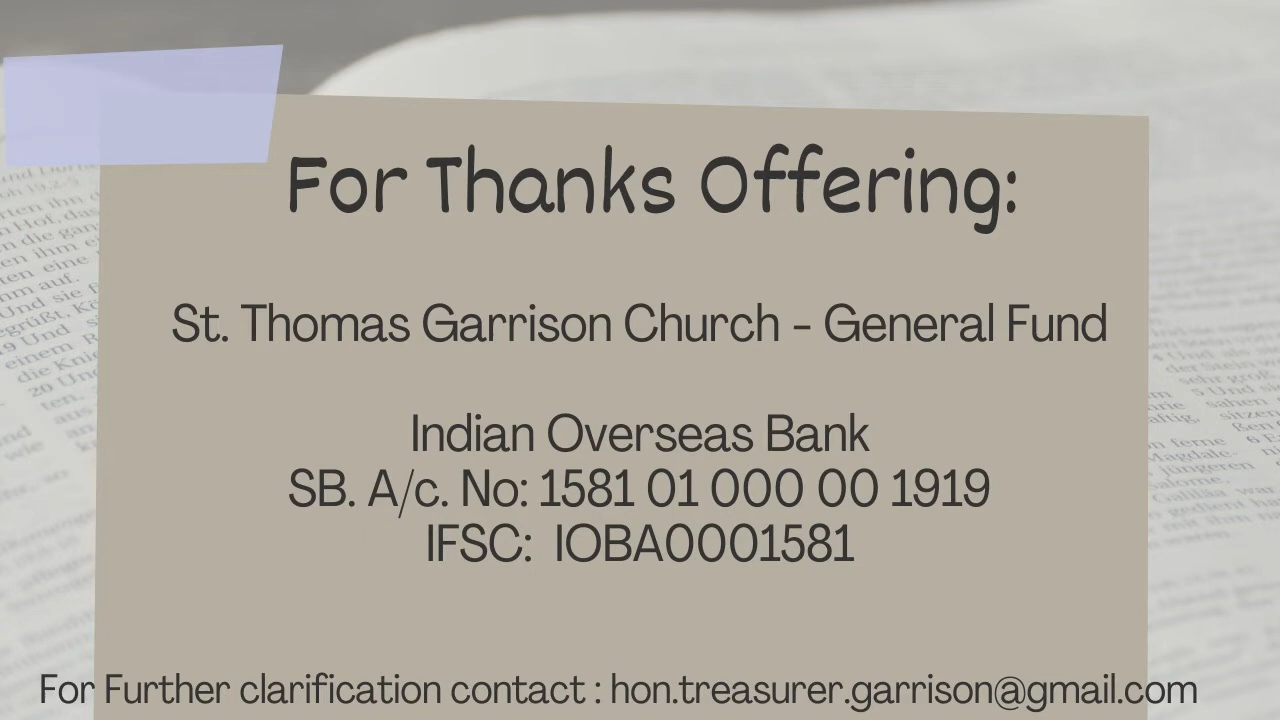 For Thanks Offering:
St. Thomas Garrison Church - General Fund
Indian Overseas Bank
SB. A/c. No: 1581 01 000 00 1919
IFSC: IOBA0001581
For Further clarification contact : hon.treasurer.garrison@gmail.com